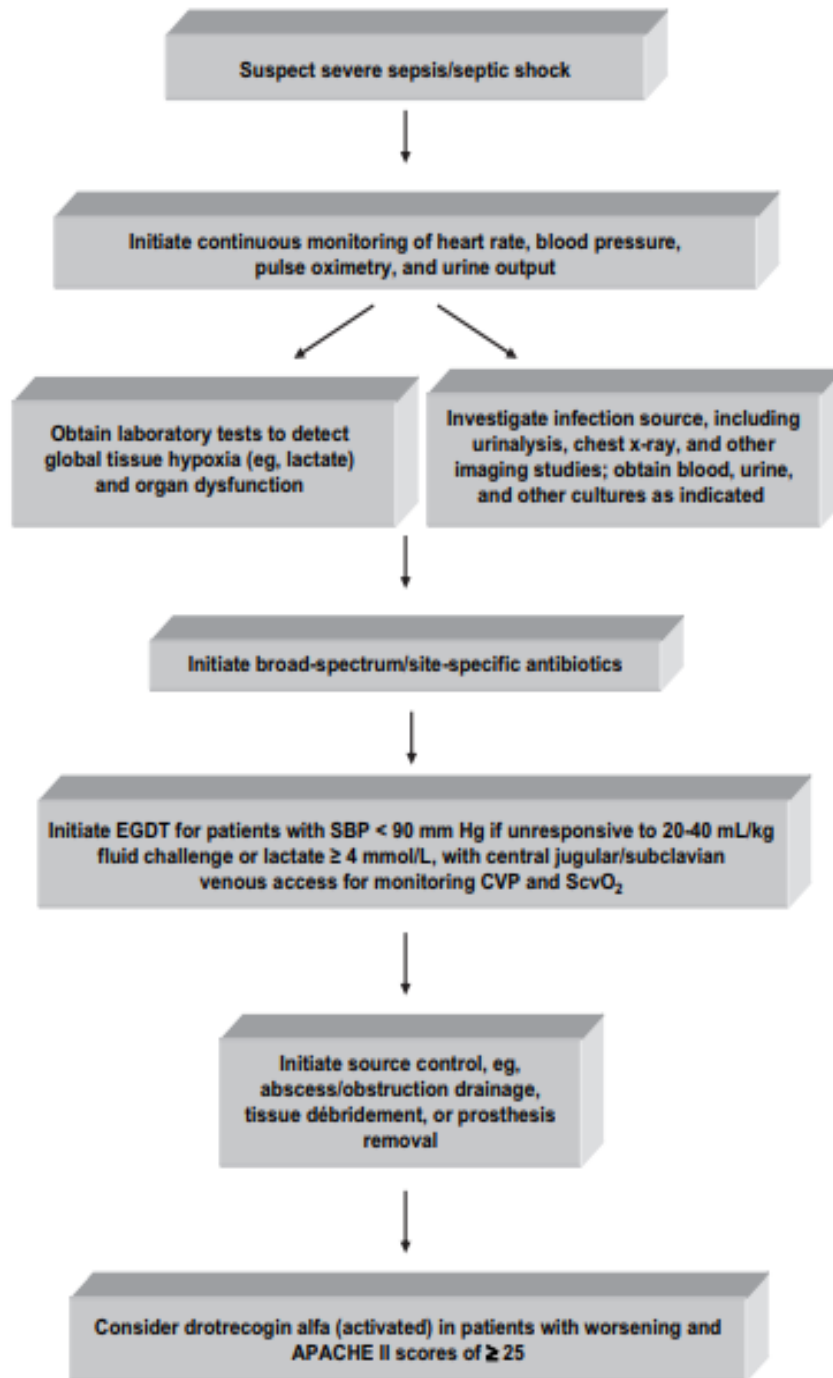 Suspect severe sepsis/septic shock
Initiate continuous monitoring of heart rate, blood pressure,
pulse oximetry, and urine output
Obtain laboratory tests to detect
global tissue hypoxia (eg, lactate)
and organ dysfunction
Investigate infection source, including
urinalysis, chest x-ray, and other
imaging studies; obtain blood, urine,
and other cultures as indicated
Initiate broad-spectrum/site-specific antibiotics
Initiate EGDT for patients with SBP < 90 mm Hg if unresponsive to 20-40 mL/kg
fluid challenge or lactate ≥ 4 mmol/L, with central jugular/subclavian
venous access for monitoring CVP and ScvO₂
Initiate source control, eg,
abscess/obstruction drainage,
tissue débridement, or prosthesis
removal
Consider drotrecogin alfa (activated) in patients with worsening and
APACHE II scores of ≥ 25